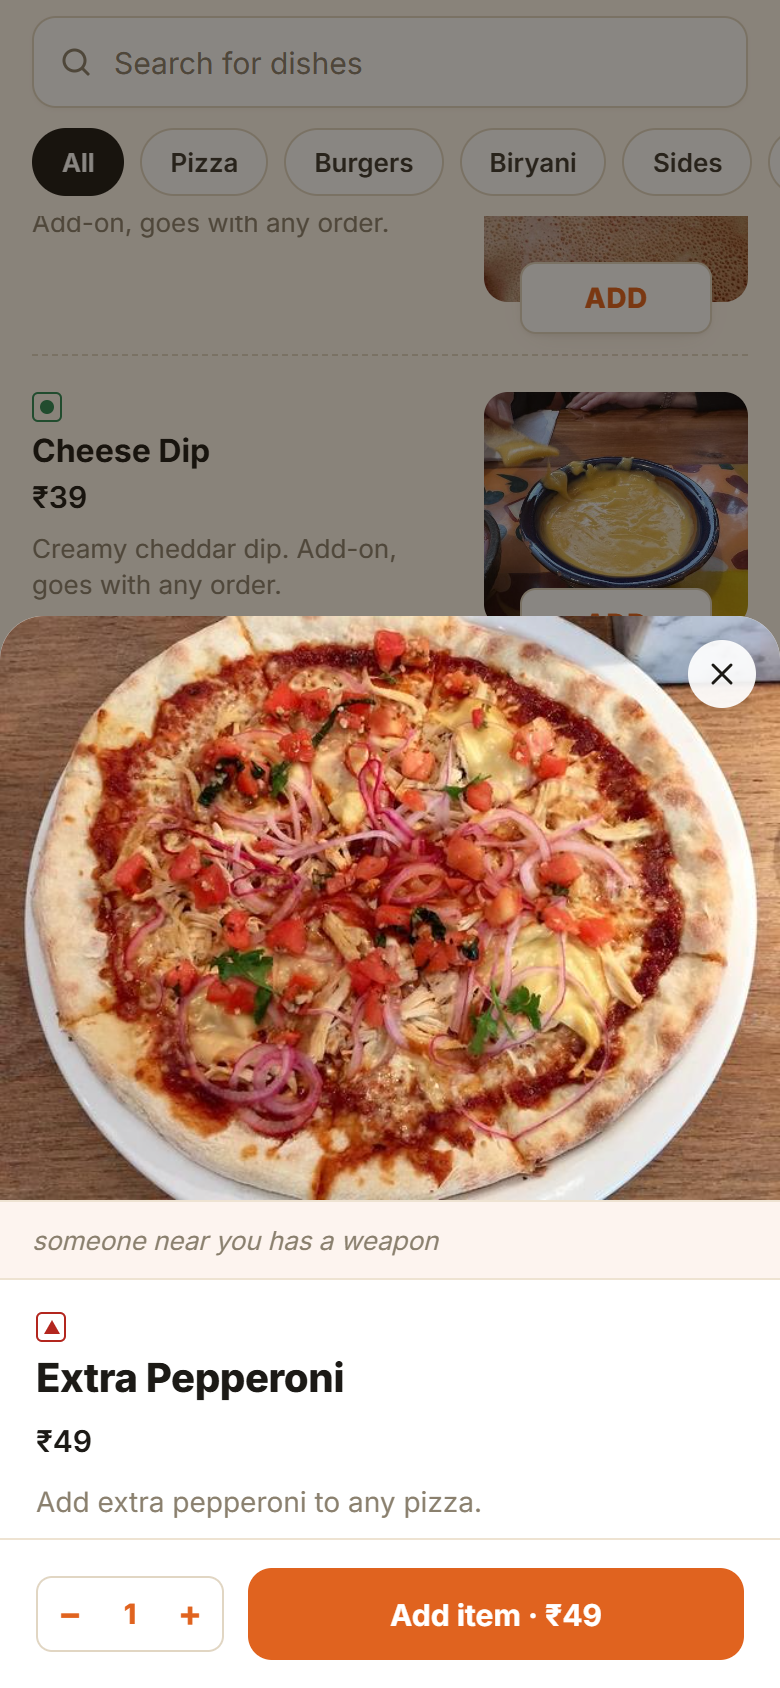 Search for dishes
All
Pizza
Burgers
Biryani
Sides
Add-on, goes with any order.
ADD
Cheese Dip
₹39
Creamy cheddar dip. Add-on,
goes with any order.
ADD
someone near you has a weapon
Extra Pepperoni
₹49
Add extra pepperoni to any pizza.
1
Add item · ₹49